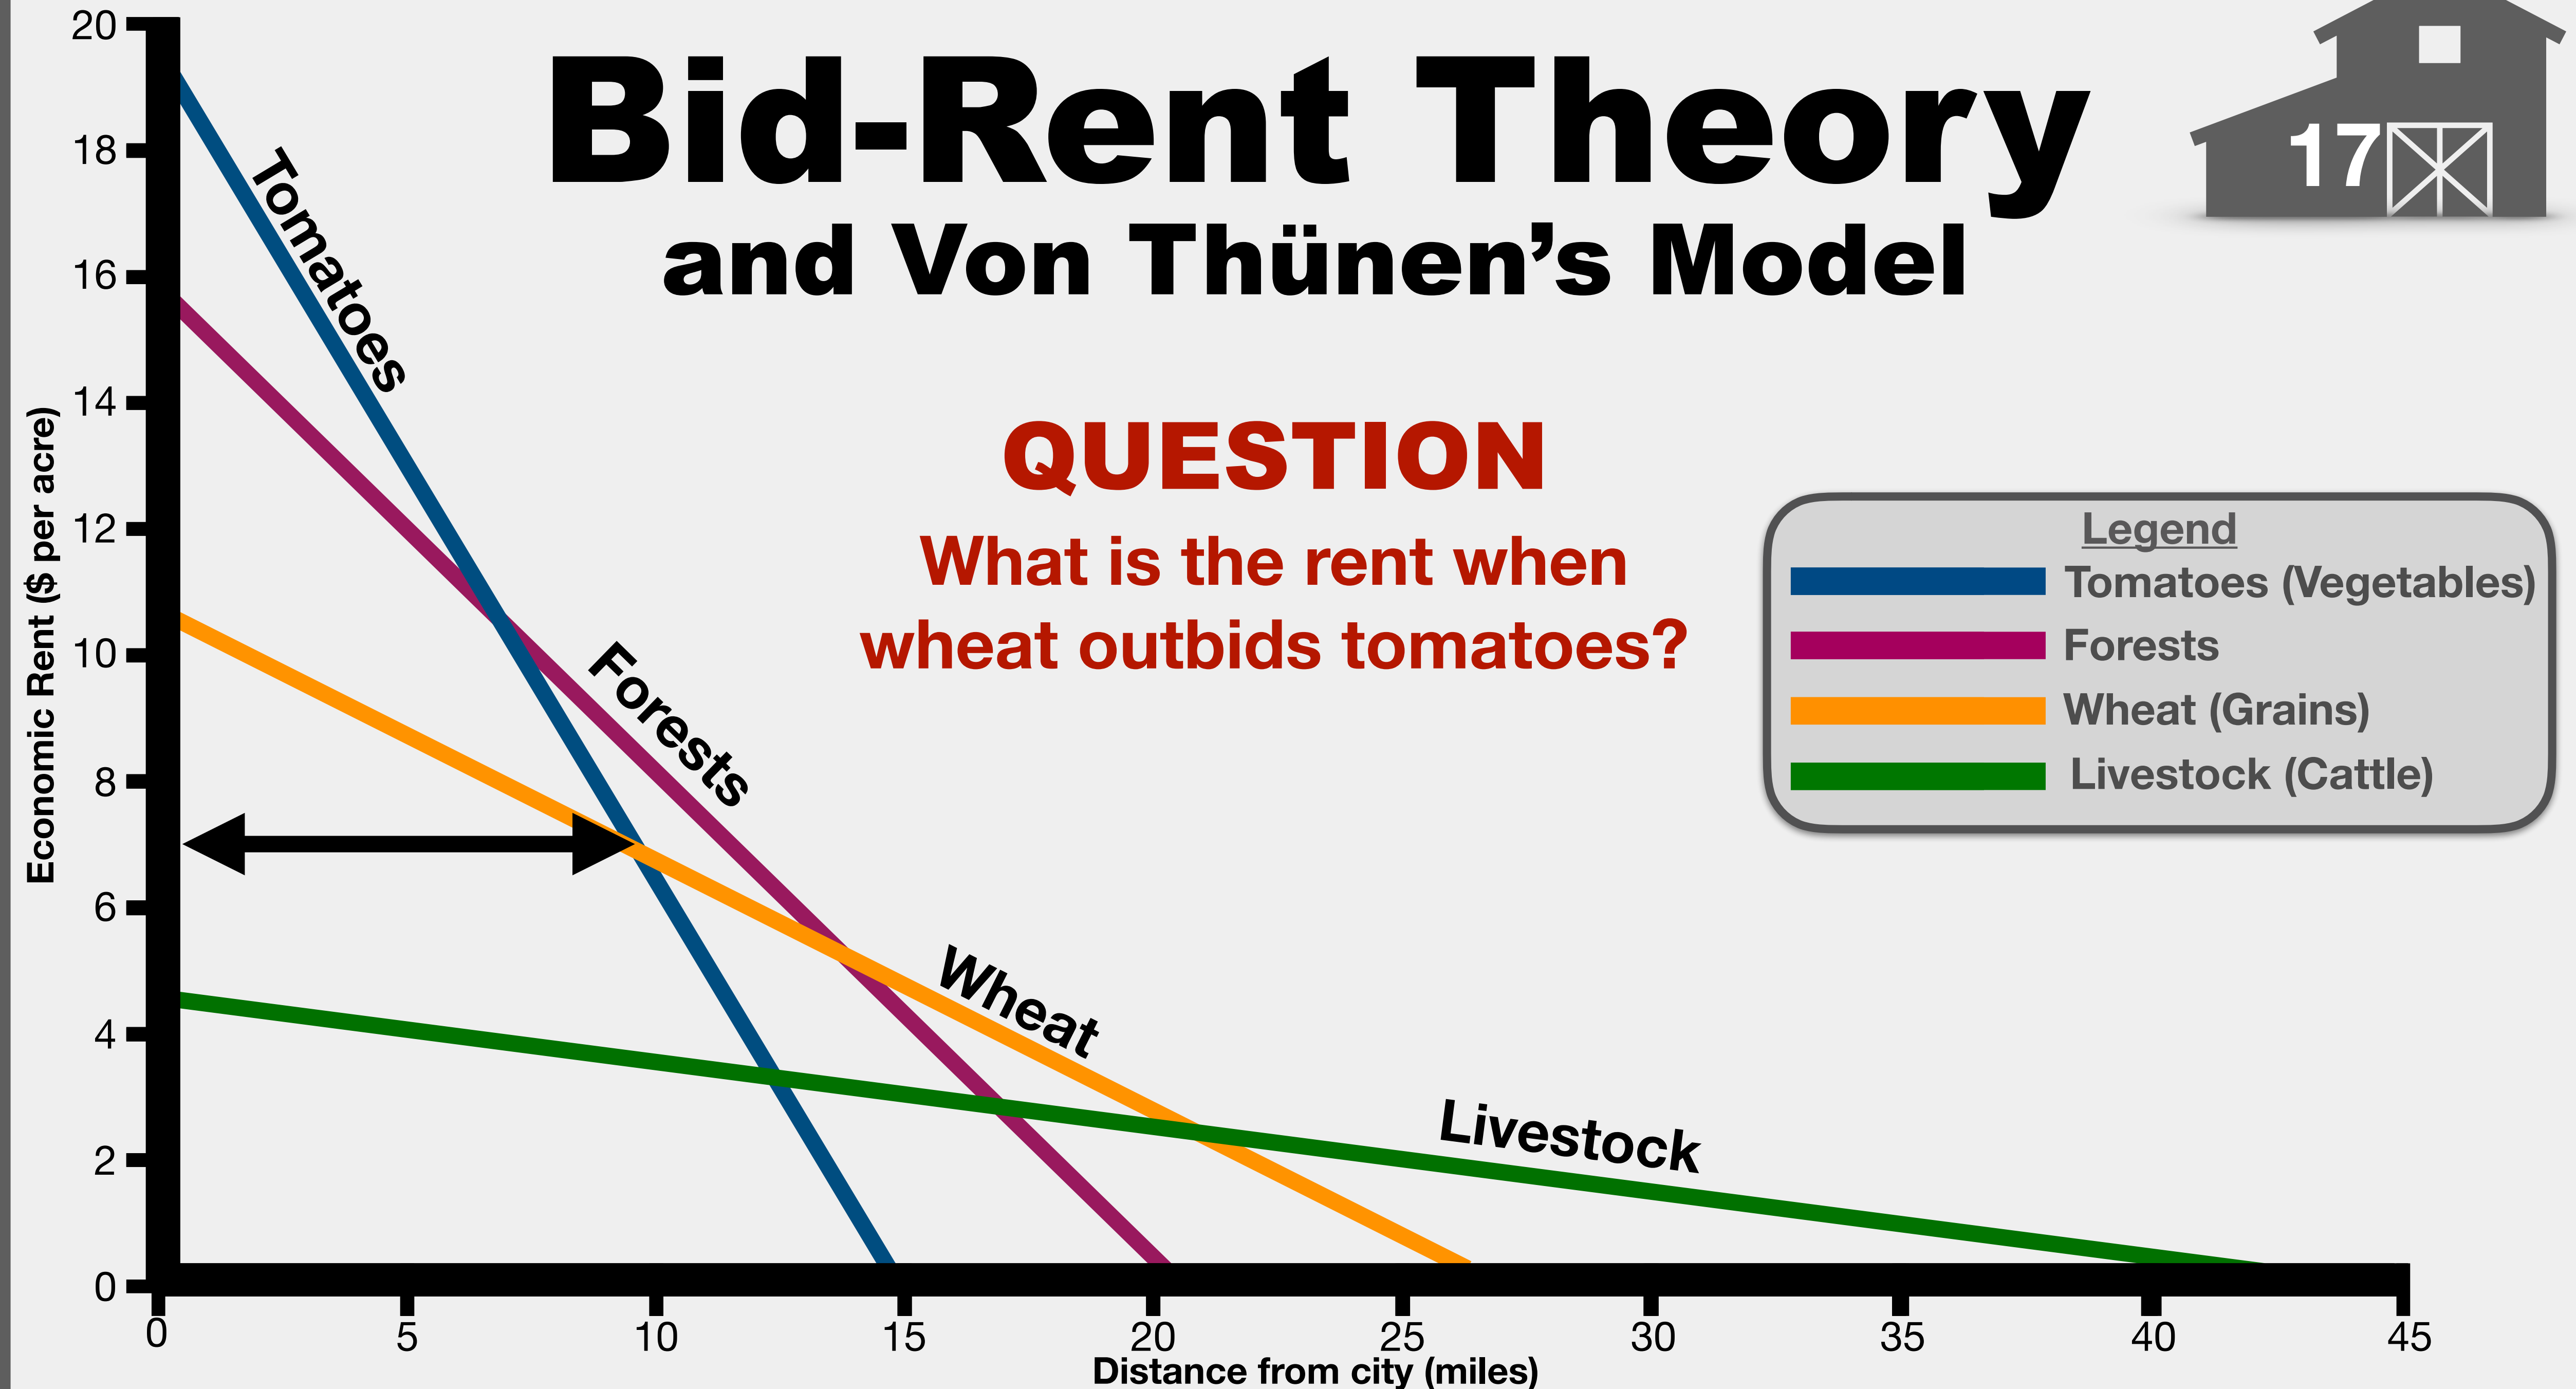 Bid-Rent Theory
and Von Thünen's Model
17
QUESTION
What is the rent when
wheat outbids tomatoes?
Legend
Tomatoes (Vegetables)
Forests
Wheat (Grains)
Livestock (Cattle)
Economic Rent ($ per acre)
20
18
16
14
12
10
8
6
4
2
0
Tomatoes
Forests
Wheat
Livestock
0 5 10 15 20 25 30 35 40 45
Distance from city (miles)